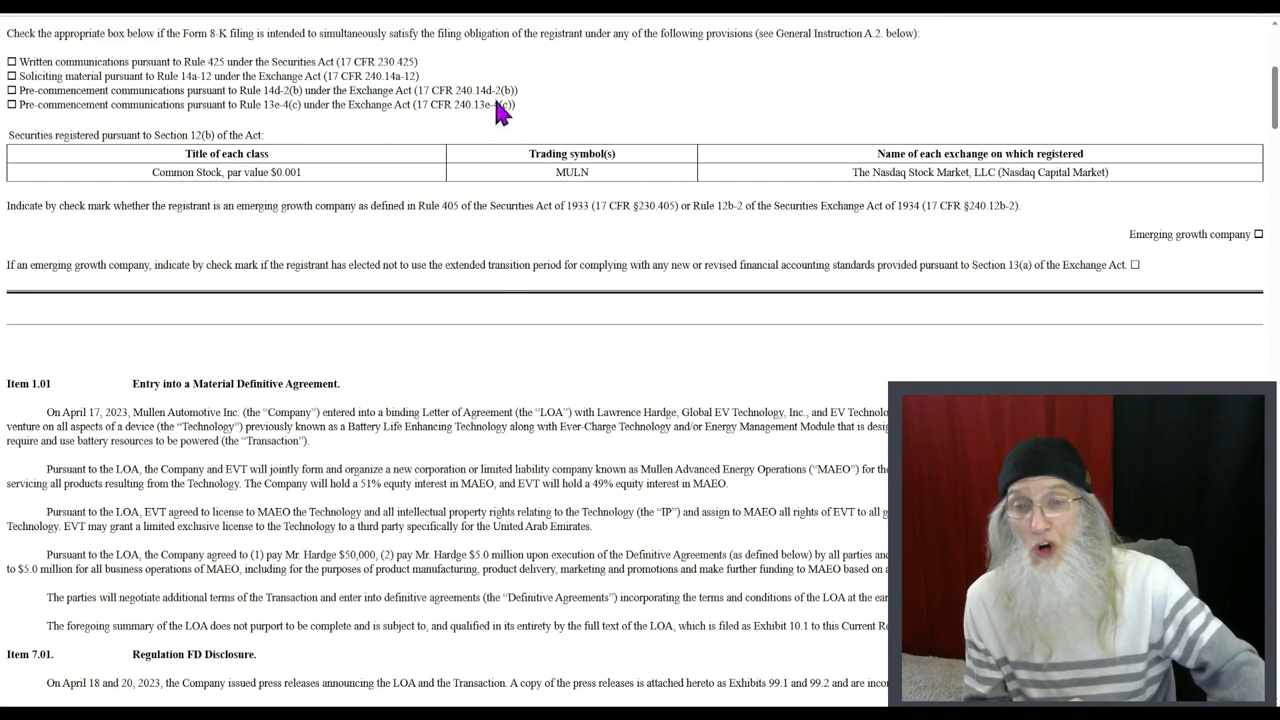 Check the appropriate box below if the Form 8-K filing is intended to simultaneously satisfy the filing obligation of the registrant under any of the following provisions (see General Instruction A.2. below):
☐ Written communications pursuant to Rule 425 under the Securities Act (17 CFR 230.425)
☐ Soliciting material pursuant to Rule 14a-12 under the Exchange Act (17 CFR 240.14a-12)
☐ Pre-commencement communications pursuant to Rule 14d-2(b) under the Exchange Act (17 CFR 240.14d-2(b))
☐ Pre-commencement communications pursuant to Rule 13e-4(c) under the Exchange Act (17 CFR 240.13e-4(c))
Securities registered pursuant to Section 12(b) of the Act:
Title of each class Trading symbol(s) Name of each exchange on which registered
Common Stock, par value $0.001 MULN The Nasdaq Stock Market, LLC (Nasdaq Capital Market)
Indicate by check mark whether the registrant is an emerging growth company as defined in Rule 405 of the Securities Act of 1933 (17 CFR §230.405) or Rule 12b-2 of the Securities Exchange Act of 1934 (17 CFR §240.12b-2).
Emerging growth company ☐
If an emerging growth company, indicate by check mark if the registrant has elected not to use the extended transition period for complying with any new or revised financial accounting standards provided pursuant to Section 13(a) of the Exchange Act. ☐
Item 1.01 Entry into a Material Definitive Agreement.
On April 17, 2023, Mullen Automotive Inc. (the “Company”) entered into a binding Letter of Agreement (the “LOA”) with Lawrence Hardge, Global EV Technology, Inc., and EV
venture on all aspects of a device (the “Technology”) previously known as a Battery Life Enhancing Technology along with Ever-Charge Technology and/or Energy Management Module that is
require and use battery resources to be powered (the “Transaction”).
Pursuant to the LOA, the Company and EVT will jointly form and organize a new corporation or limited liability company known as Mullen Advanced Energy Operations (“MAEO”) for the
servicing all products resulting from the Technology. The Company will hold a 51% equity interest in MAEO, and EVT will hold a 49% equity interest in MAEO.
Pursuant to the LOA, EVT agreed to license to MAEO the Technology and all intellectual property rights relating to the Technology (the “IP”) and assign to MAEO all rights of EVT to all
Technology. EVT may grant a limited exclusive license to the Technology to a third party specifically for the United Arab Emirates.
Pursuant to the LOA, the Company agreed to (1) pay Mr. Hardge $50,000, (2) pay Mr. Hardge $5.0 million upon execution of the Definitive Agreements (as defined below) by all parties and
to $5.0 million for all business operations of MAEO, including for the purposes of product manufacturing, product delivery, marketing and promotions and make further funding to MAEO based on
The parties will negotiate additional terms of the Transaction and enter into definitive agreements (the “Definitive Agreements”) incorporating the terms and conditions of the LOA at the
The foregoing summary of the LOA does not purport to be complete and is subject to, and qualified in its entirety by the full text of the LOA, which is filed as Exhibit 10.1 to this Current
Item 7.01. Regulation FD Disclosure.
On April 18 and 20, 2023, the Company issued press releases announcing the LOA and the Transaction. A copy of the press releases is attached hereto as Exhibits 99.1 and 99.2 and are